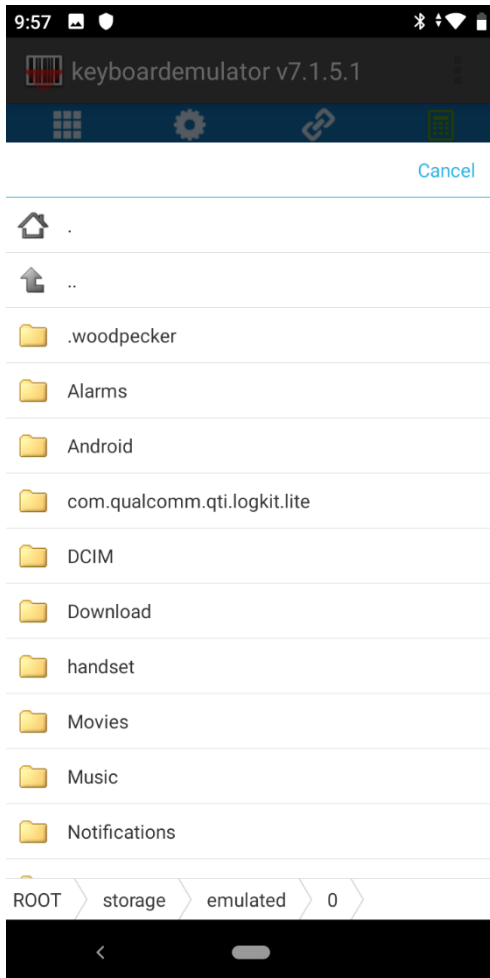 9:57
keyboardemulator v7.1.5.1
Cancel
.
..
.woodpecker
Alarms
Android
com.qualcomm.qti.logkit.lite
DCIM
Download
handset
Movies
Music
Notifications
ROOT storage emulated 0